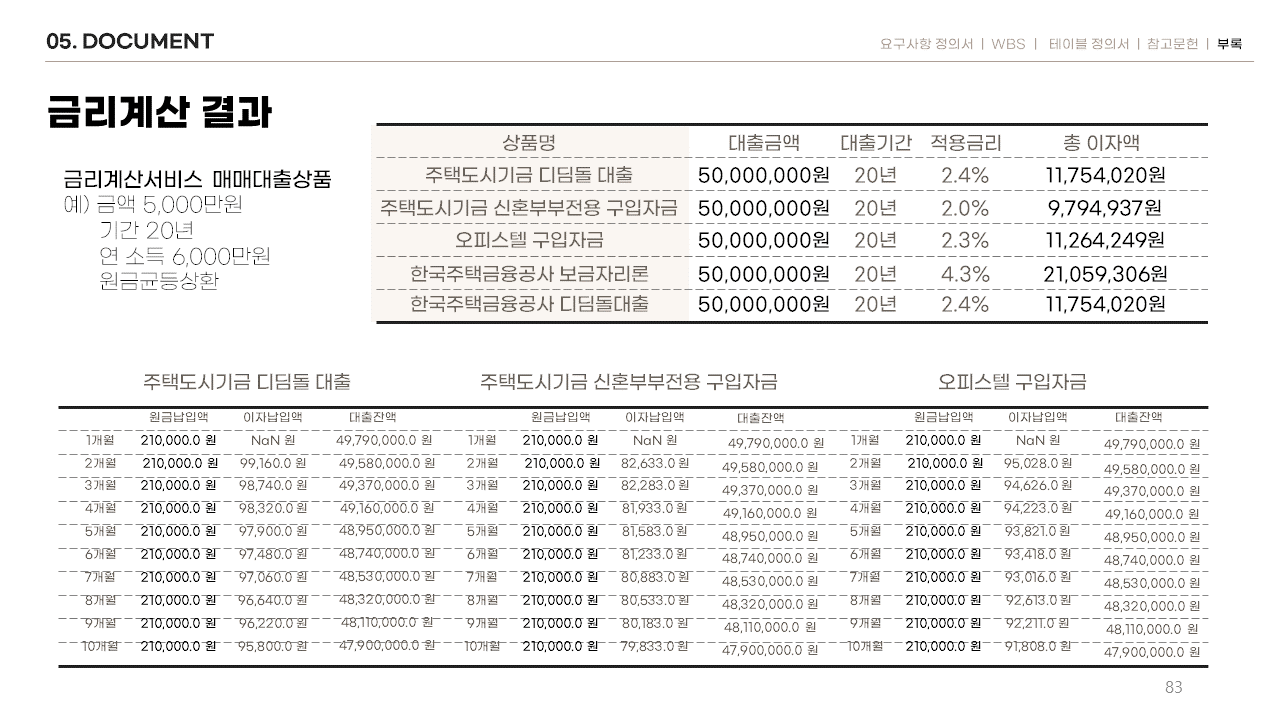 05. DOCUMENT
요구사항 정의서 | WBS | 테이블 정의서 | 참고문헌 | 부록
금리계산 결과
금리계산서비스 매매대출상품
예) 금액 5,000만원
기간 20년
연 소득 6,000만원
원금균등상환
상품명 대출금액 대출기간 적용금리 총 이자액
주택도시기금 디딤돌 대출 50,000,000원 20년 2.4% 11,754,020원
주택도시기금 신혼부부전용 구입자금 50,000,000원 20년 2.0% 9,794,937원
오피스텔 구입자금 50,000,000원 20년 2.3% 11,264,249원
한국주택금융공사 보금자리론 50,000,000원 20년 4.3% 21,059,306원
한국주택금융공사 디딤돌대출 50,000,000원 20년 2.4% 11,754,020원
주택도시기금 디딤돌 대출 주택도시기금 신혼부부전용 구입자금 오피스텔 구입자금
원금납입액 이자납입액 대출잔액 원금납입액 이자납입액 대출잔액 원금납입액 이자납입액 대출잔액
1개월 210,000.0 원 NaN 원 49,790,000.0 원 1개월 210,000.0 원 NaN 원 49,790,000.0 원 1개월 210,000.0 원 NaN 원 49,790,000.0 원
2개월 210,000.0 원 99,160.0 원 49,580,000.0 원 2개월 210,000.0 원 82,633.0 원 49,580,000.0 원 2개월 210,000.0 원 95,028.0 원 49,580,000.0 원
3개월 210,000.0 원 98,740.0 원 49,370,000.0 원 3개월 210,000.0 원 82,283.0 원 49,370,000.0 원 3개월 210,000.0 원 94,626.0 원 49,370,000.0 원
4개월 210,000.0 원 98,320.0 원 49,160,000.0 원 4개월 210,000.0 원 81,933.0 원 49,160,000.0 원 4개월 210,000.0 원 94,223.0 원 49,160,000.0 원
5개월 210,000.0 원 97,900.0 원 48,950,000.0 원 5개월 210,000.0 원 81,583.0 원 48,950,000.0 원 5개월 210,000.0 원 93,821.0 원 48,950,000.0 원
6개월 210,000.0 원 97,480.0 원 48,740,000.0 원 6개월 210,000.0 원 81,233.0 원 48,740,000.0 원 6개월 210,000.0 원 93,418.0 원 48,740,000.0 원
7개월 210,000.0 원 97,060.0 원 48,530,000.0 원 7개월 210,000.0 원 80,883.0 원 48,530,000.0 원 7개월 210,000.0 원 93,016.0 원 48,530,000.0 원
8개월 210,000.0 원 96,640.0 원 48,320,000.0 원 8개월 210,000.0 원 80,533.0 원 48,320,000.0 원 8개월 210,000.0 원 92,613.0 원 48,320,000.0 원
9개월 210,000.0 원 96,220.0 원 48,110,000.0 원 9개월 210,000.0 원 80,183.0 원 48,110,000.0 원 9개월 210,000.0 원 92,211.0 원 48,110,000.0 원
10개월 210,000.0 원 95,800.0 원 47,900,000.0 원 10개월 210,000.0 원 79,833.0 원 47,900,000.0 원 10개월 210,000.0 원 91,808.0 원 47,900,000.0 원
83